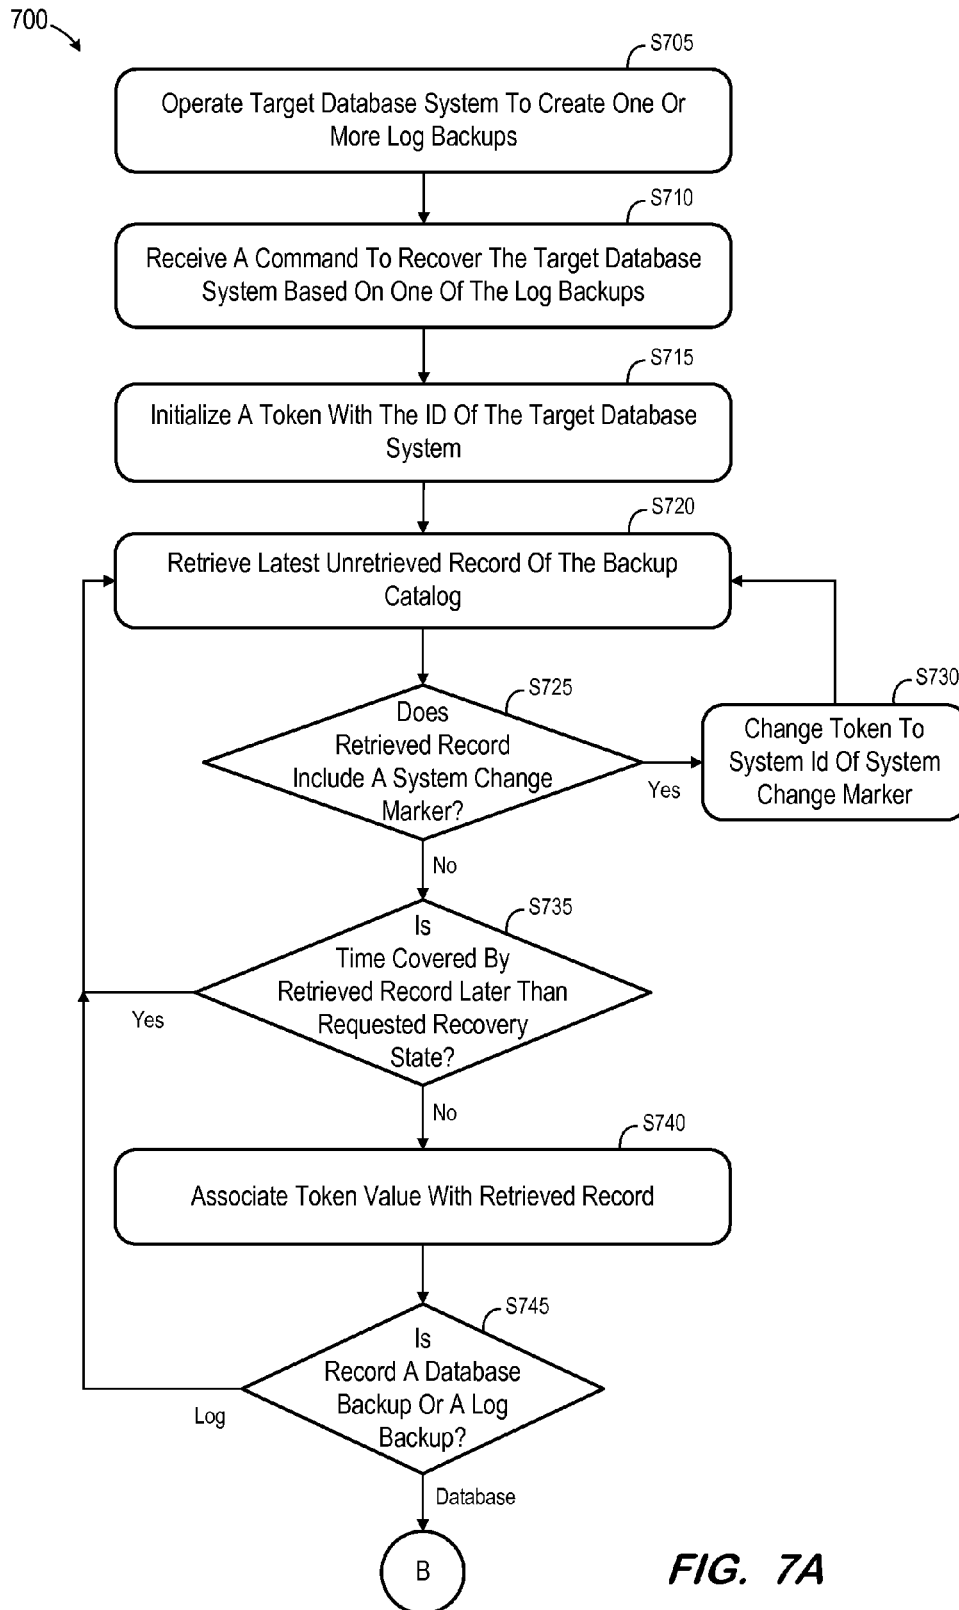 700
S705
Operate Target Database System To Create One Or
More Log Backups
S710
Receive A Command To Recover The Target Database
System Based On One Of The Log Backups
S715
Initialize A Token With The ID Of The Target Database
System
S720
Retrieve Latest Unretrieved Record Of The Backup
Catalog
S725
Does
Retrieved Record
Include A System Change
Marker?
Yes
S730
Change Token To
System Id Of System
Change Marker
No
S735
Is
Time Covered By
Retrieved Record Later Than
Requested Recovery
State?
Yes
No
S740
Associate Token Value With Retrieved Record
S745
Is
Record A Database
Backup Or A Log
Backup?
Log
Database
B
FIG. 7A